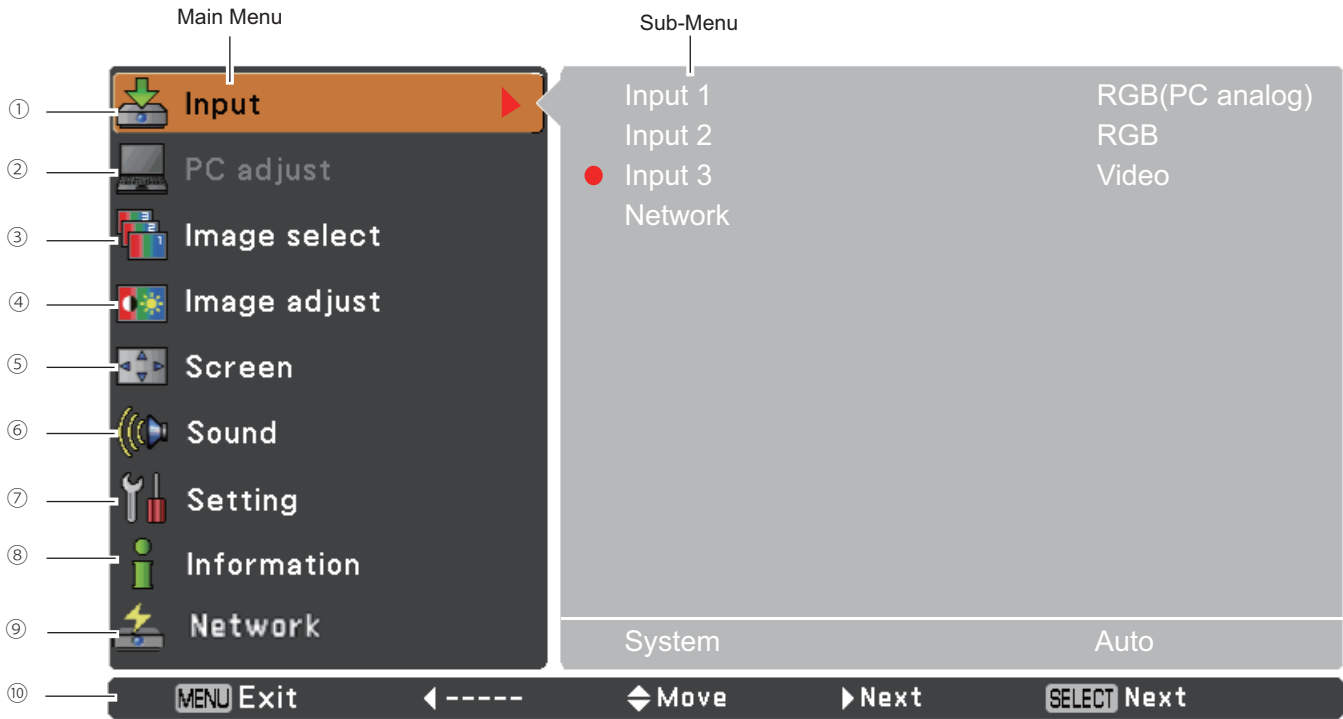 Main Menu
Sub-Menu
① Input
② PC adjust
③ Image select
④ Image adjust
⑤ Screen
⑥ Sound
⑦ Setting
⑧ Information
⑨ Network
Input 1 RGB(PC analog)
Input 2 RGB
Input 3 Video
Network
System Auto
⑩ MENU Exit ----- Move Next SELECT Next